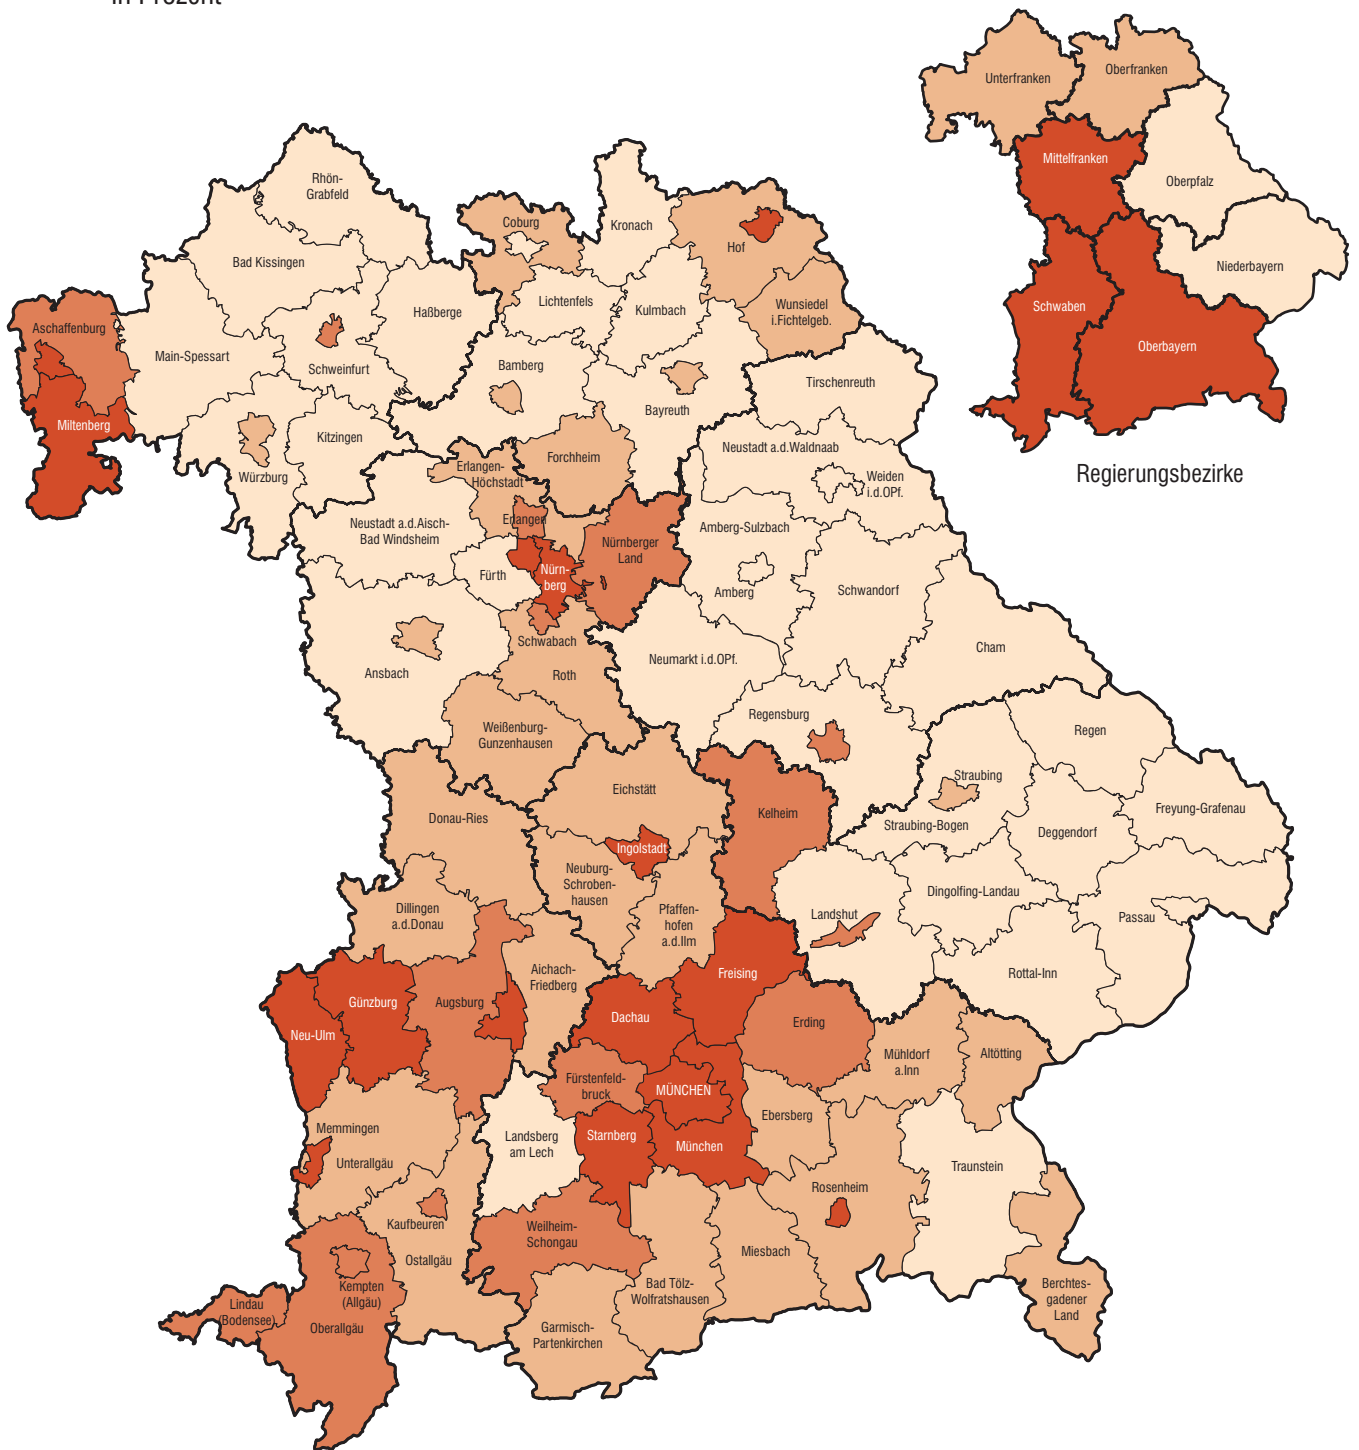 Unterfranken
Oberfranken
Mittelfranken
Oberpfalz
Niederbayern
Schwaben
Oberbayern
Regierungsbezirke
Rhön-
Grabfeld
Coburg
Kronach
Hof
Bad Kissingen
Lichtenfels
Kulmbach
Wunsiedel
i.Fichtelgeb.
Haßberge
Aschaffenburg
Main-Spessart
Schweinfurt
Bamberg
Bayreuth
Tirschenreuth
Miltenberg
Kitzingen
Würzburg
Erlangen-
Höchstadt
Forchheim
Neustadt a.d.Waldnaab
Weiden
i.d.OPf.
Neustadt a.d.Aisch-
Bad Windsheim
Erlangen
Nürnberger
Land
Amberg-Sulzbach
Fürth
Nürn-
berg
Amberg
Schwandorf
Schwabach
Ansbach
Roth
Neumarkt i.d.OPf.
Cham
Weißenburg-
Gunzenhausen
Regensburg
Regen
Eichstätt
Straubing
Donau-Ries
Kelheim
Straubing-Bogen
Deggendorf
Freyung-Grafenau
Ingolstadt
Neuburg-
Schroben-
hausen
Dillingen
a.d.Donau
Pfaffen-
hofen
a.d.Ilm
Landshut
Dingolfing-Landau
Passau
Aichach-
Friedberg
Freising
Rottal-Inn
Günzburg
Augsburg
Neu-Ulm
Dachau
Erding
Mühldorf
a.Inn
Altötting
Fürstenfeld-
bruck
MÜNCHEN
Ebersberg
Memmingen
Unterallgäu
Landsberg
am Lech
Starnberg
München
Traunstein
Rosenheim
Kaufbeuren
Ostallgäu
Weilheim-
Schongau
Miesbach
Bad Tölz-
Wolfratshausen
Kempten
(Allgäu)
Lindau
(Bodensee)
Oberallgäu
Garmisch-
Partenkirchen
Berchtes-
gadener
Land